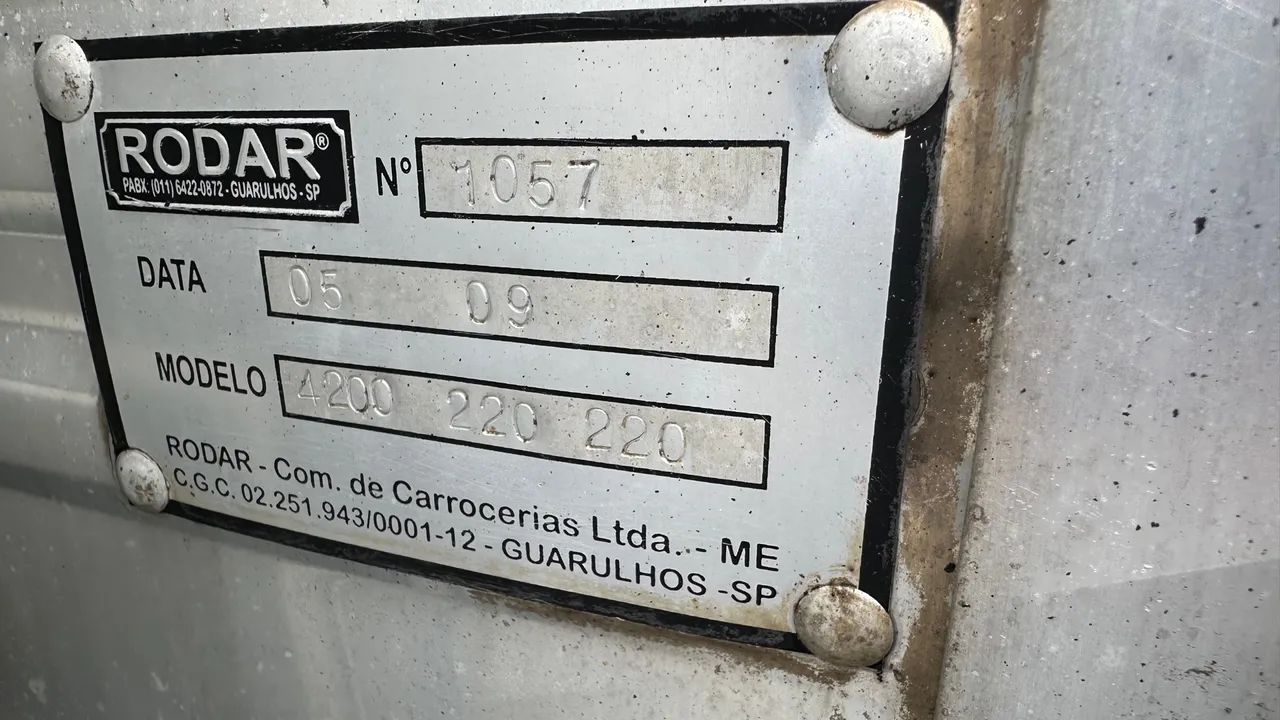 RODAR®
PABX: (011) 6422-0872 - GUARULHOS - SP
Nº 1057
DATA 05 09
MODELO 4200 220 220
RODAR - Com. de Carrocerias Ltda. - ME
C.G.C. 02.251.943/0001-12 - GUARULHOS -SP